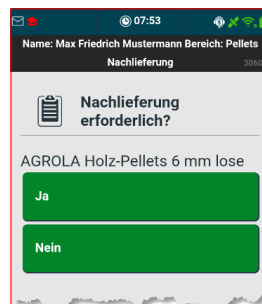 07:53
Name: Max Friedrich Mustermann Bereich: Pellets
Nachlieferung 3060
Nachlieferung
erforderlich?
AGROLA Holz-Pellets 6 mm lose
Ja
Nein